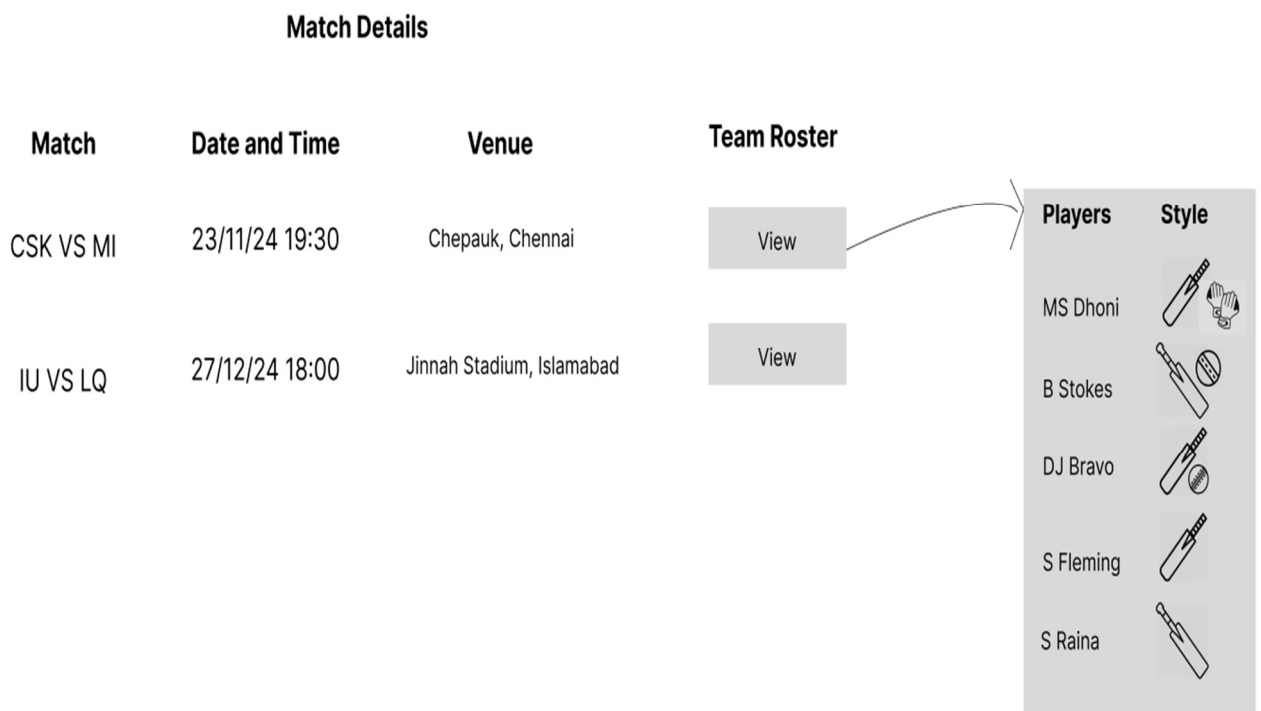 Match Details
Match Date and Time Venue Team Roster
CSK VS MI 23/11/24 19:30 Chepauk, Chennai View
IU VS LQ 27/12/24 18:00 Jinnah Stadium, Islamabad View
Players Style
MS Dhoni
B Stokes
DJ Bravo
S Fleming
S Raina